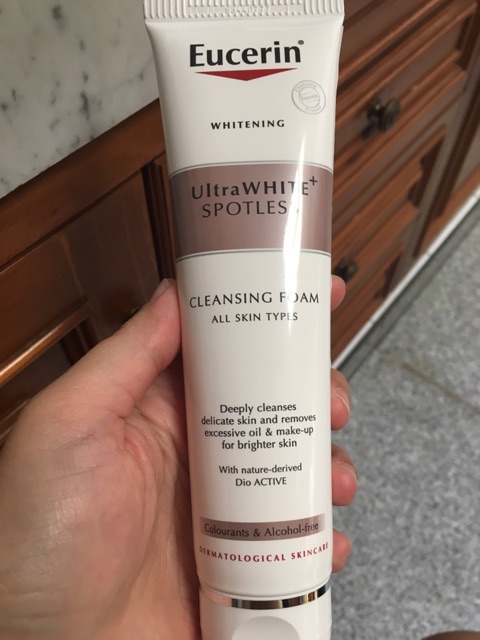 Eucerin®
WHITENING
UltraWHITE+
SPOTLESS
CLEANSING FOAM
ALL SKIN TYPES
Deeply cleanses
delicate skin and removes
excessive oil & make-up
for brighter skin
With nature-derived
Dio ACTIVE
Colourants & Alcohol-free
DERMATOLOGICAL SKINCARE